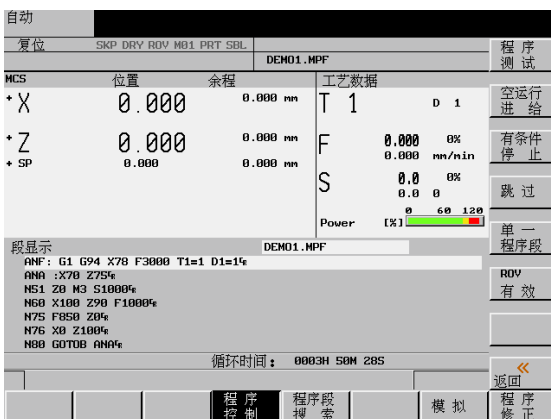 自动
复位 SKP DRY ROV M01 PRT SBL
DEMO1.MPF
MCS 位置 余程 工艺数据
+ X 0.000 0.000 mm T 1 D 1
+ Z 0.000 0.000 mm F 0.000 0%
0.000 mm/min
+ SP 0.000 0.000 mm
S 0.0 0%
0.0 0
0 60 120
Power [%]
段显示 DEMO1.MPF
ANF: G1 G94 X78 F3000 T1=1 D1=1␊
ANA :X70 Z75␊
N51 Z0 M3 S1000␊
N60 X100 Z90 F1000␊
N75 F850 Z0␊
N76 X0 Z100␊
N80 GOTOB ANA␊
循环时间: 0003H 50M 28S
程序
测试
空运行
进给
有条件
停止
跳过
单一
程序段
ROV
有效
«
返回
程序
控制
程序段
搜索
模拟
程序
修正